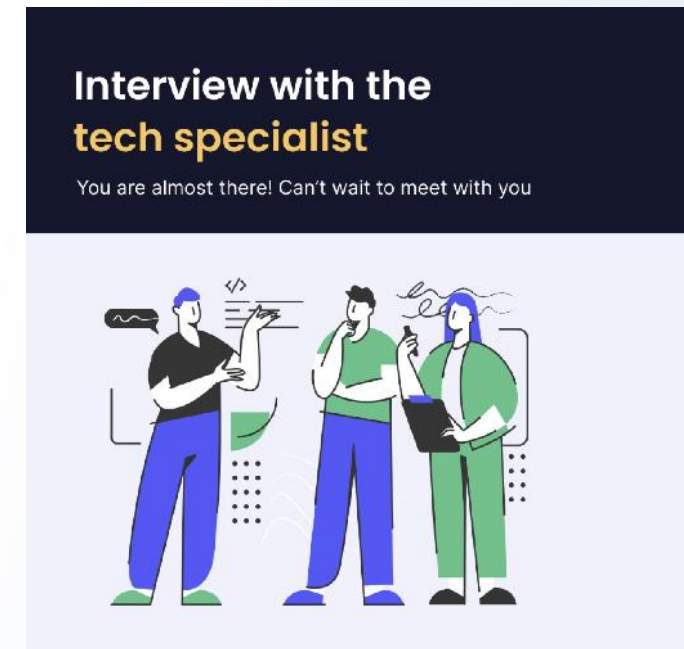 Interview with the
tech specialist
You are almost there! Can't wait to meet with you
</>